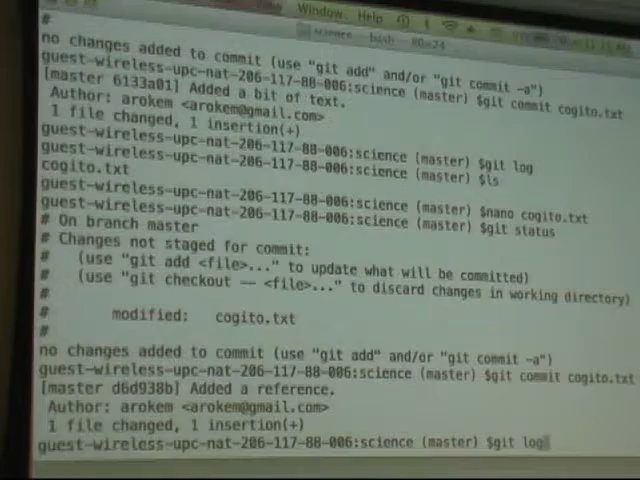 Window Help
#
science — bash — 80×24
no changes added to commit (use "git add" and/or "git commit -a")
guest-wireless-upc-nat-206-117-88-006:science (master) $git commit cogito.txt
[master 6133a01] Added a bit of text.
Author: arokem <arokem@gmail.com>
1 file changed, 1 insertion(+)
guest-wireless-upc-nat-206-117-88-006:science (master) $git log
guest-wireless-upc-nat-206-117-88-006:science (master) $ls
cogito.txt
guest-wireless-upc-nat-206-117-88-006:science (master) $nano cogito.txt
guest-wireless-upc-nat-206-117-88-006:science (master) $git status
# On branch master
# Changes not staged for commit:
#   (use "git add <file>..." to update what will be committed)
#   (use "git checkout -- <file>..." to discard changes in working directory)
#
#       modified:   cogito.txt
#
no changes added to commit (use "git add" and/or "git commit -a")
guest-wireless-upc-nat-206-117-88-006:science (master) $git commit cogito.txt
[master d6d938b] Added a reference.
Author: arokem <arokem@gmail.com>
1 file changed, 1 insertion(+)
guest-wireless-upc-nat-206-117-88-006:science (master) $git log